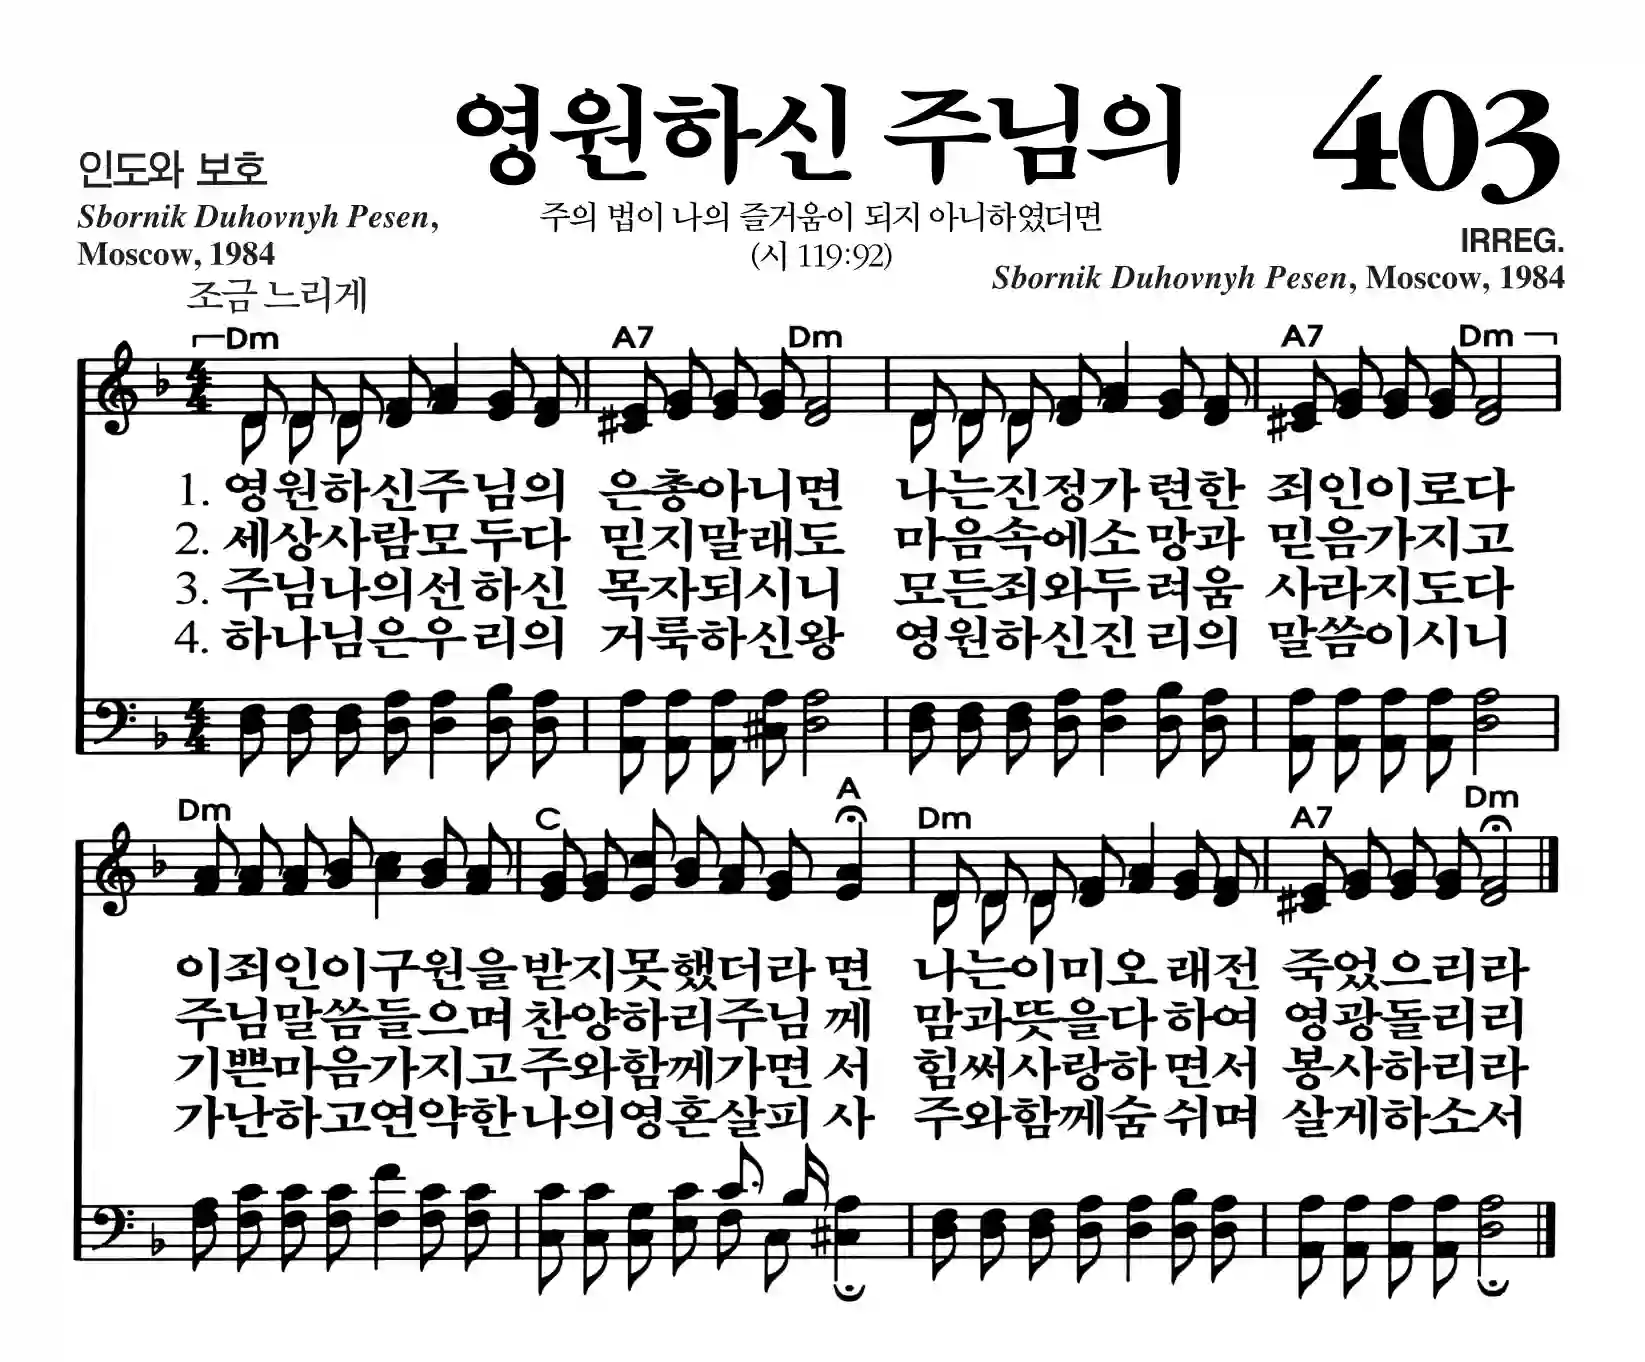 영원하신 주님의 403
인도와 보호
Sbornik Duhovnyh Pesen,
Moscow, 1984
주의 법이 나의 즐거움이 되지 아니하였더면
(시 119:92)
IRREG.
Sbornik Duhovnyh Pesen, Moscow, 1984
조금 느리게
Dm A7 Dm A7 Dm
1. 영원하신주님의 은총아니면 나는진정가련한 죄인이로다
2. 세상사람모두다 믿지말래도 마음속에소망과 믿음가지고
3. 주님나의선하신 목자되시니 모든죄와두려움 사라지도다
4. 하나님은우리의 거룩하신왕 영원하신진리의 말씀이시니
Dm C A Dm A7 Dm
이죄인이구원을받지못했더라면 나는이미오래전 죽었으리라
주님말씀들으며찬양하리주님께 맘과뜻을다하여 영광돌리리
기쁜마음가지고주와함께가면서 힘써사랑하면서 봉사하리라
가난하고연약한나의영혼살피사 주와함께숨쉬며 살게하소서